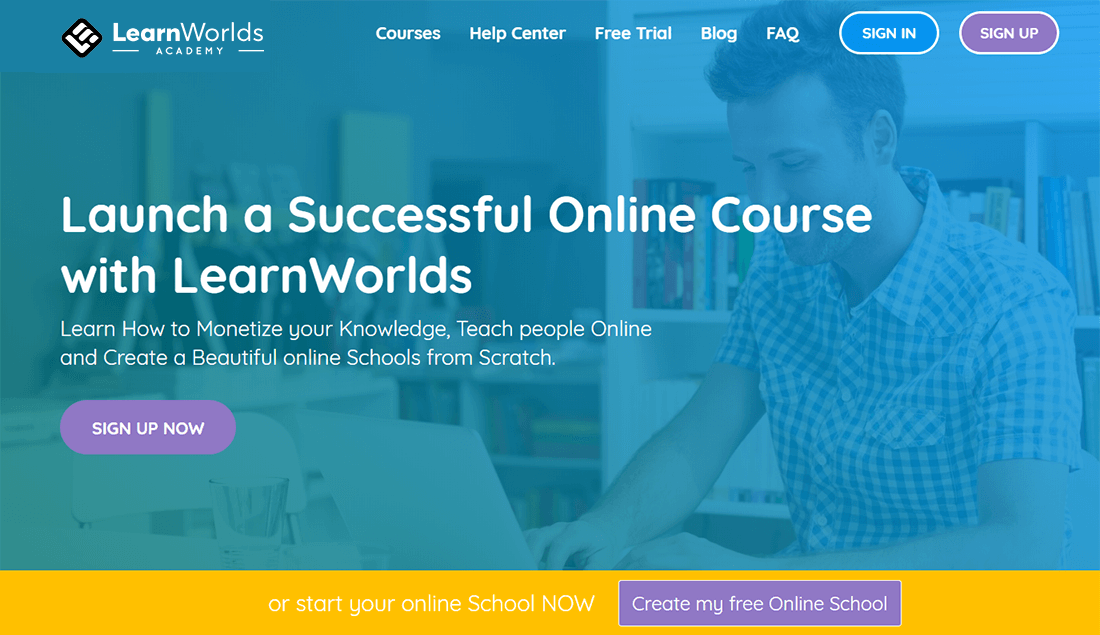 LearnWorlds
ACADEMY
Courses
Help Center
Free Trial
Blog
FAQ
SIGN IN
SIGN UP
Launch a Successful Online Course
with LearnWorlds
Learn How to Monetize your Knowledge, Teach people Online
and Create a Beautiful online Schools from Scratch.
SIGN UP NOW
or start your online School NOW
Create my free Online School